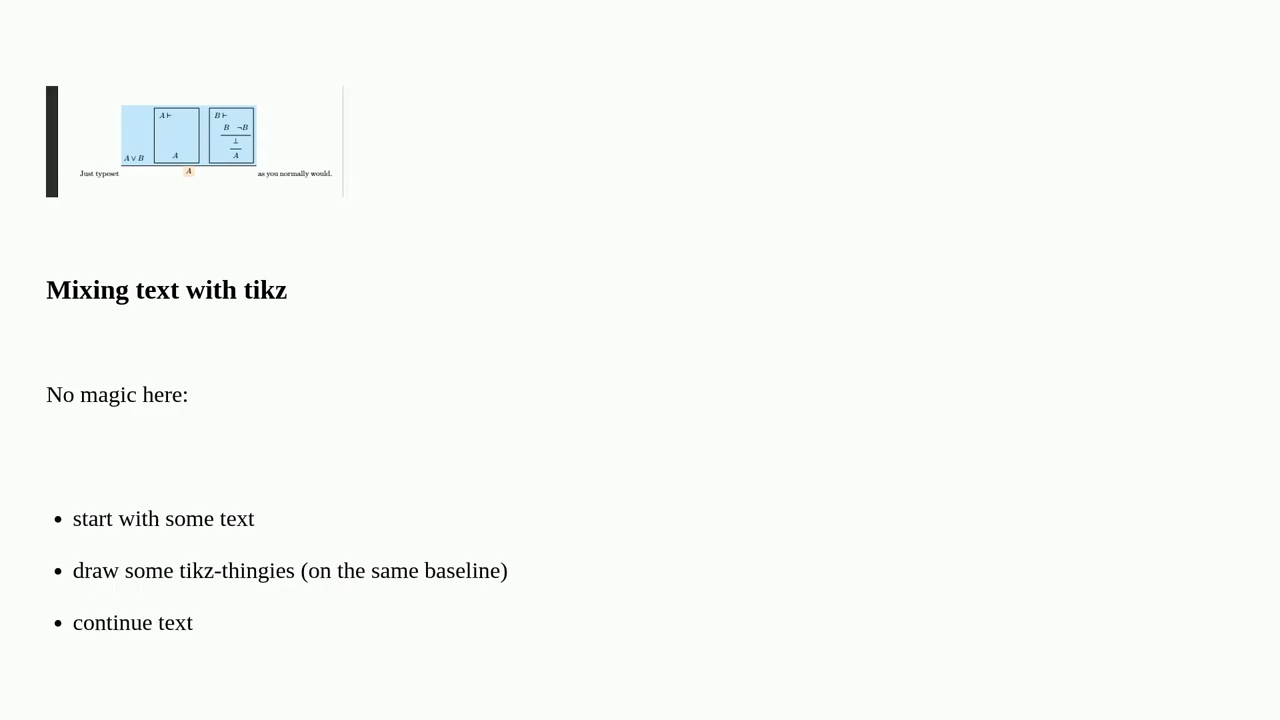 A ⊢ B ⊢
B ¬B
⊥
A ∨ B A A
Just typeset A as you normally would.
Mixing text with tikz
No magic here:
• start with some text
• draw some tikz-thingies (on the same baseline)
• continue text